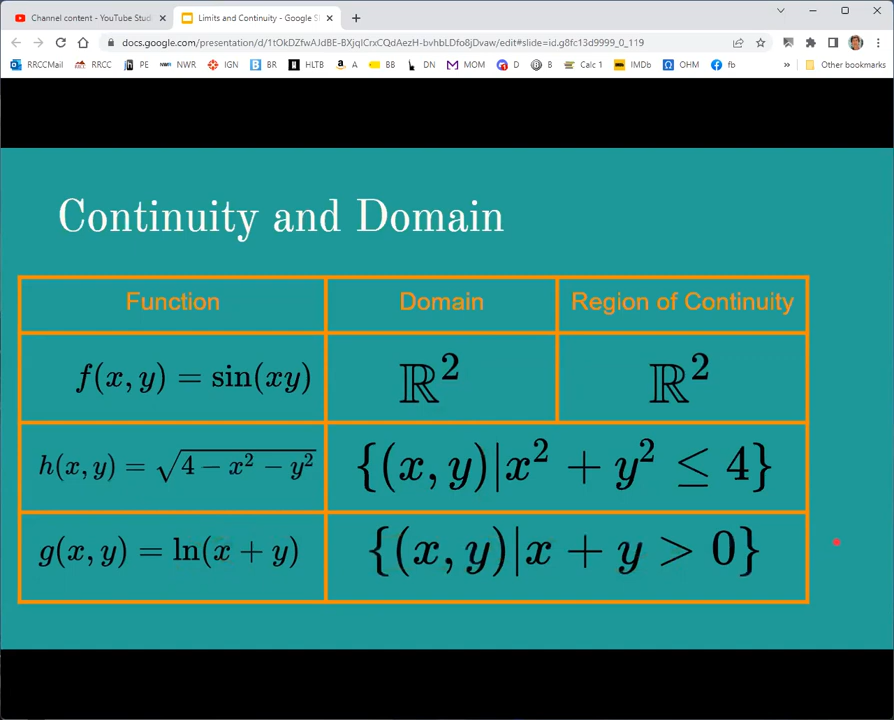 Channel content - YouTube Stud
Limits and Continuity - Google Sl
docs.google.com/presentation/d/1tOkDZfwAJdBE-BXjqICrxCQdAezH-bvhbLDfo8jDvaw/edit#slide=id.g8fc13d9999_0_119
RRCCMail RRCC PE NWR IGN BR HLTB A BB DN MOM D B Calc 1 IMDb OHM fb » Other bookmarks
Continuity and Domain
Function Domain Region of Continuity
f(x, y) = sin(xy) ℝ² ℝ²
h(x, y) = √(4 − x² − y²) {(x, y)|x² + y² ≤ 4}
g(x, y) = ln(x + y) {(x, y)|x + y > 0}